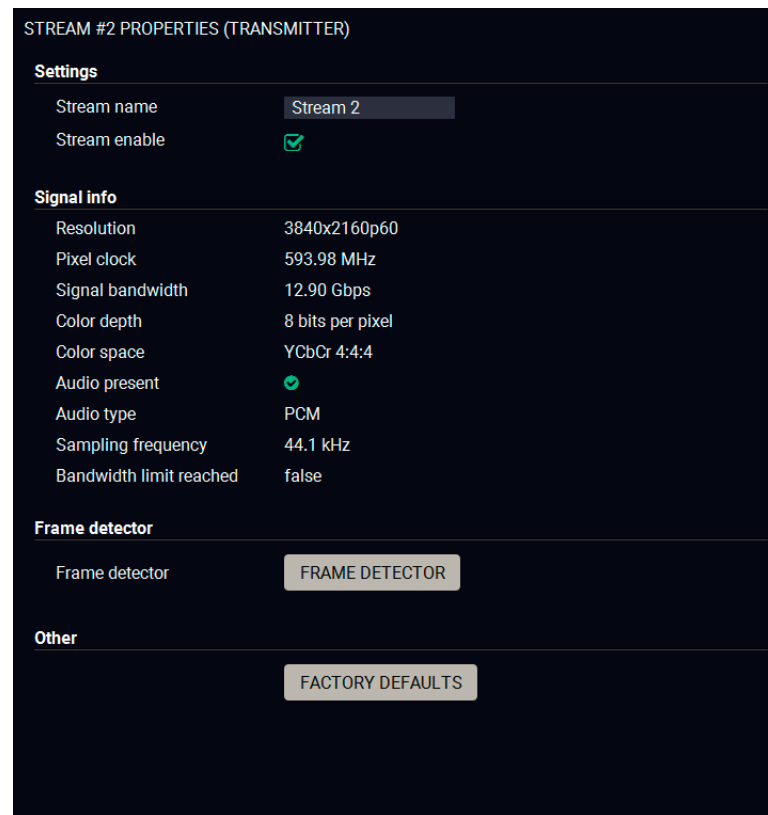 STREAM #2 PROPERTIES (TRANSMITTER)
Settings
Stream name Stream 2
Stream enable
Signal info
Resolution 3840x2160p60
Pixel clock 593.98 MHz
Signal bandwidth 12.90 Gbps
Color depth 8 bits per pixel
Color space YCbCr 4:4:4
Audio present
Audio type PCM
Sampling frequency 44.1 kHz
Bandwidth limit reached false
Frame detector
Frame detector FRAME DETECTOR
Other
FACTORY DEFAULTS